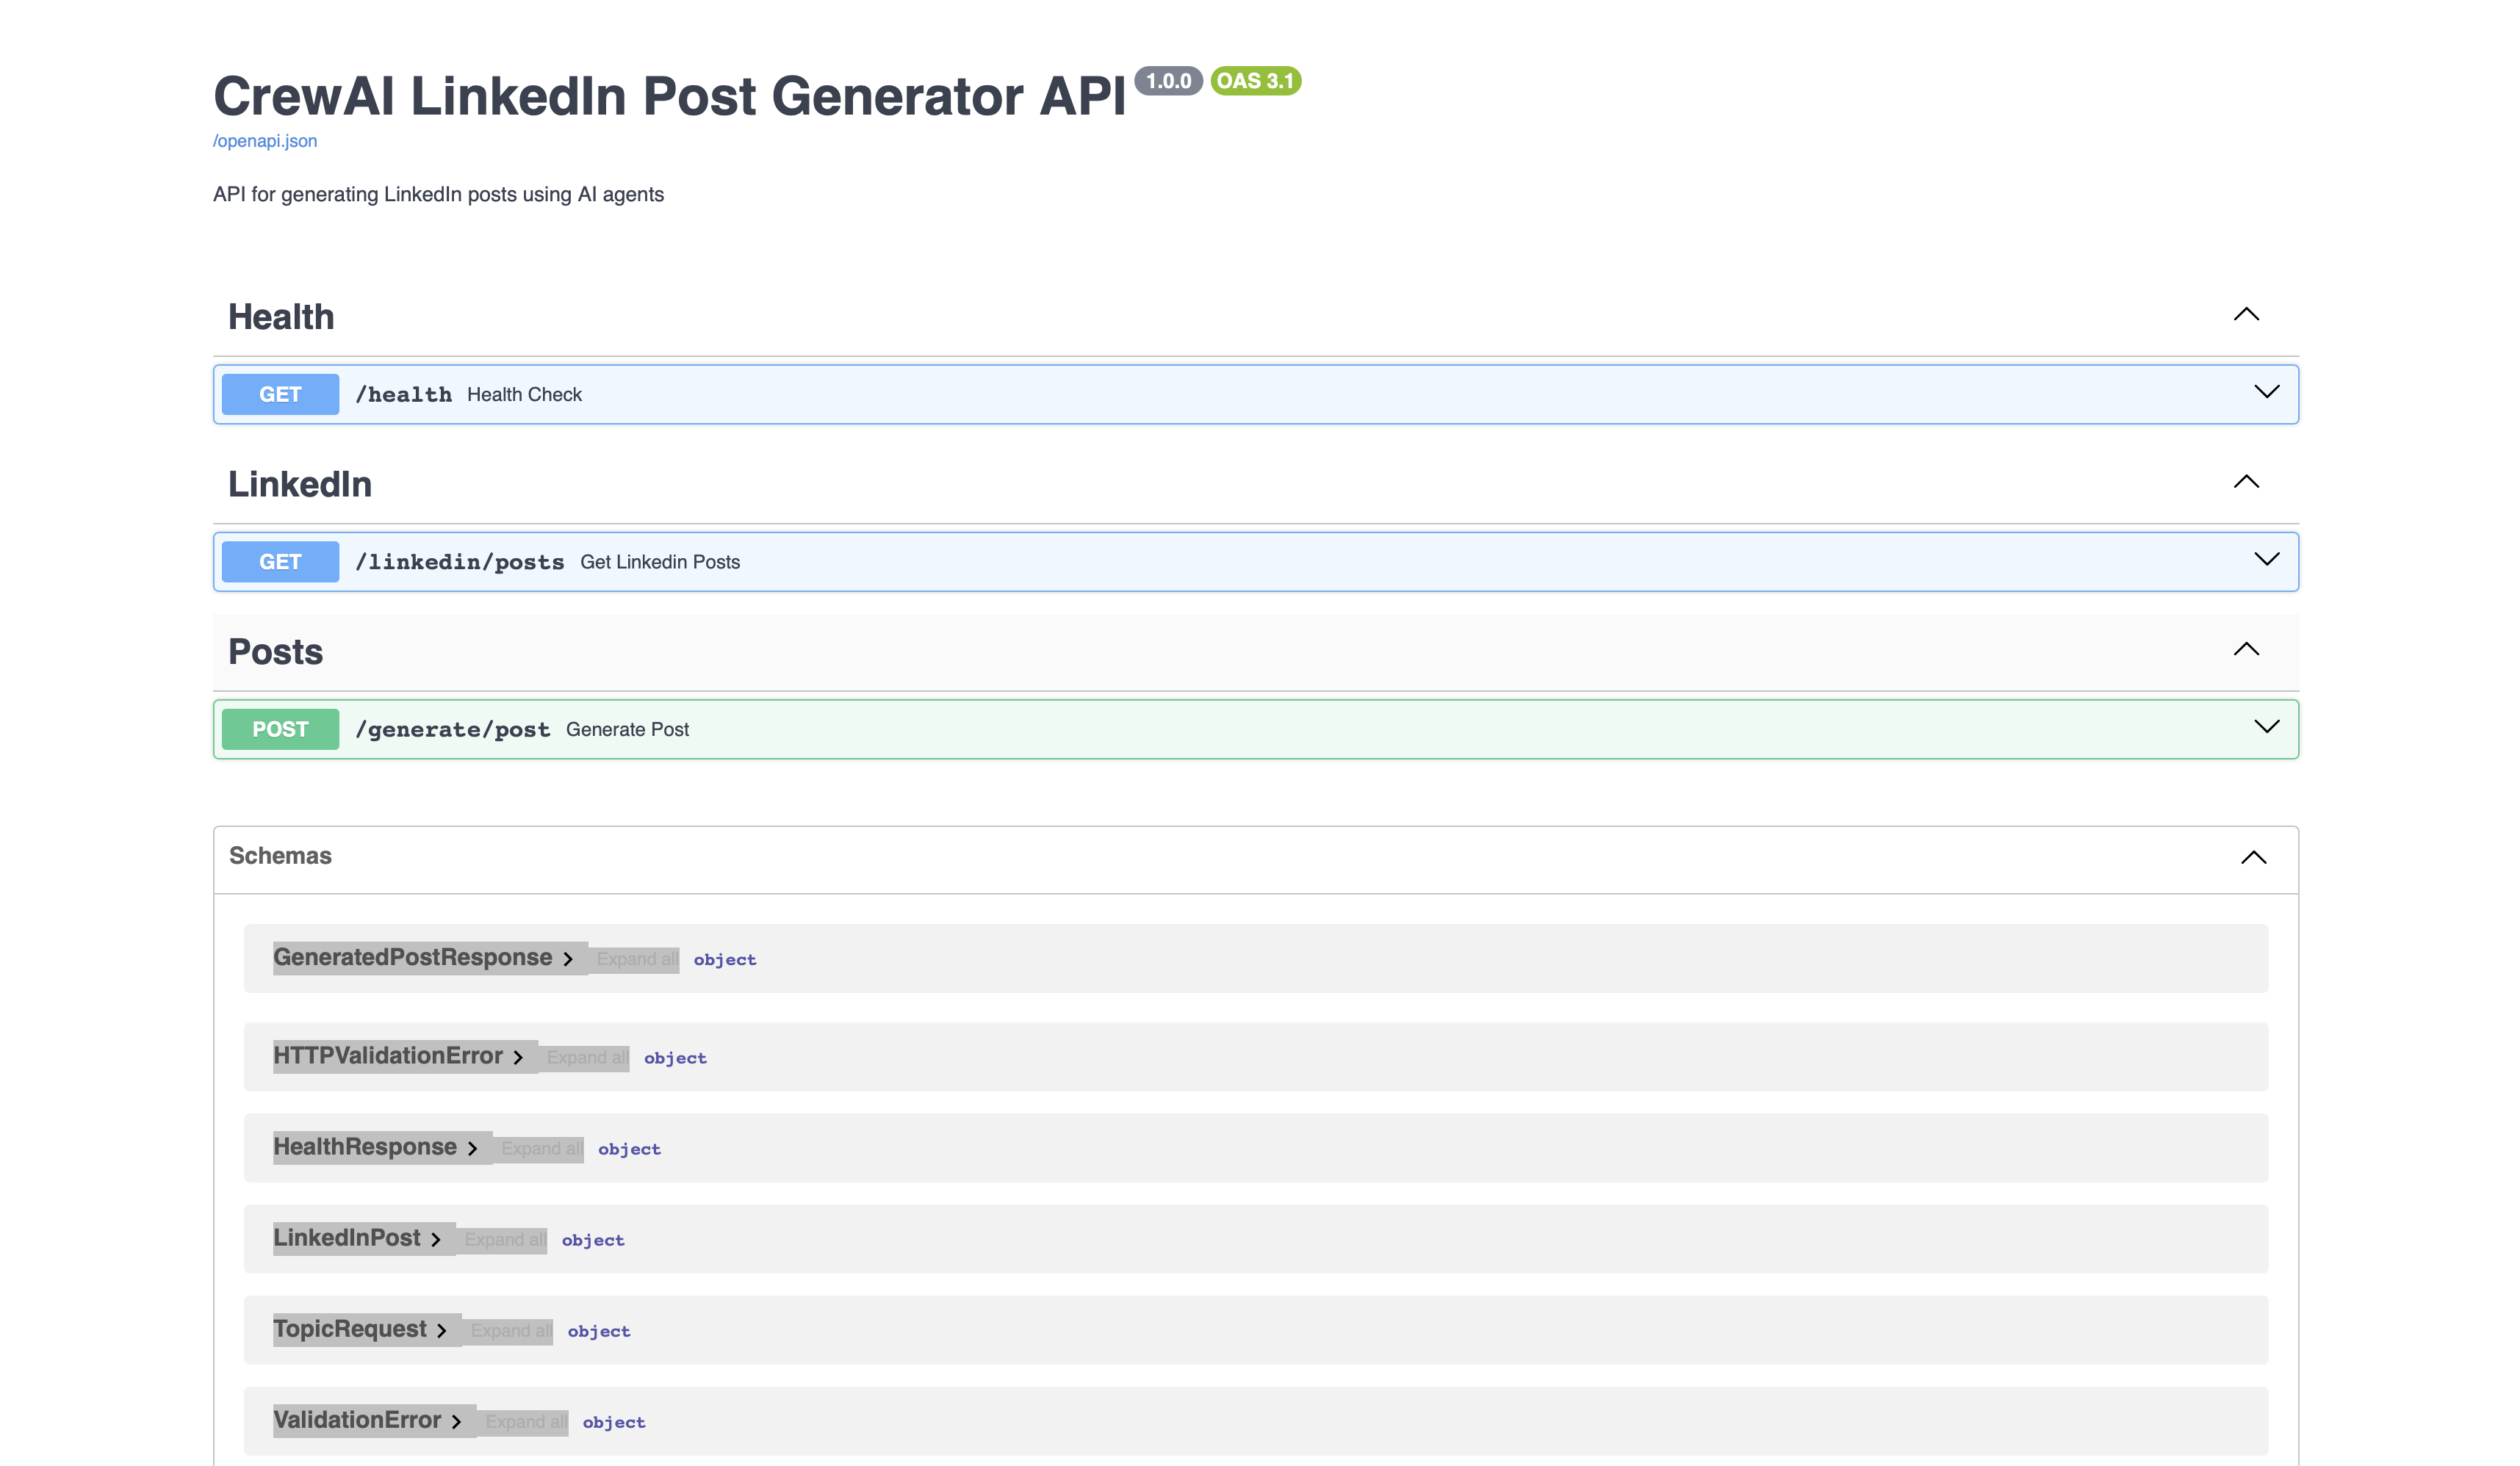 CrewAI LinkedIn Post Generator API 1.0.0 OAS 3.1
/openapi.json
API for generating LinkedIn posts using AI agents
Health
GET /health Health Check
LinkedIn
GET /linkedin/posts Get Linkedin Posts
Posts
POST /generate/post Generate Post
Schemas
GeneratedPostResponse Expand all object
HTTPValidationError Expand all object
HealthResponse Expand all object
LinkedInPost Expand all object
TopicRequest Expand all object
ValidationError Expand all object